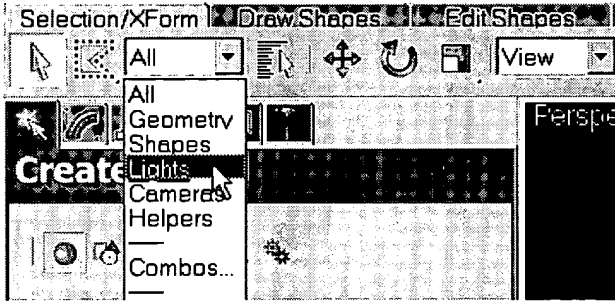 Selection/XForm Draw Shapes Edit Shapes
All View
All
Geometry
Shapes
Lights
Cameras
Helpers
Combos...
Create
Perspe